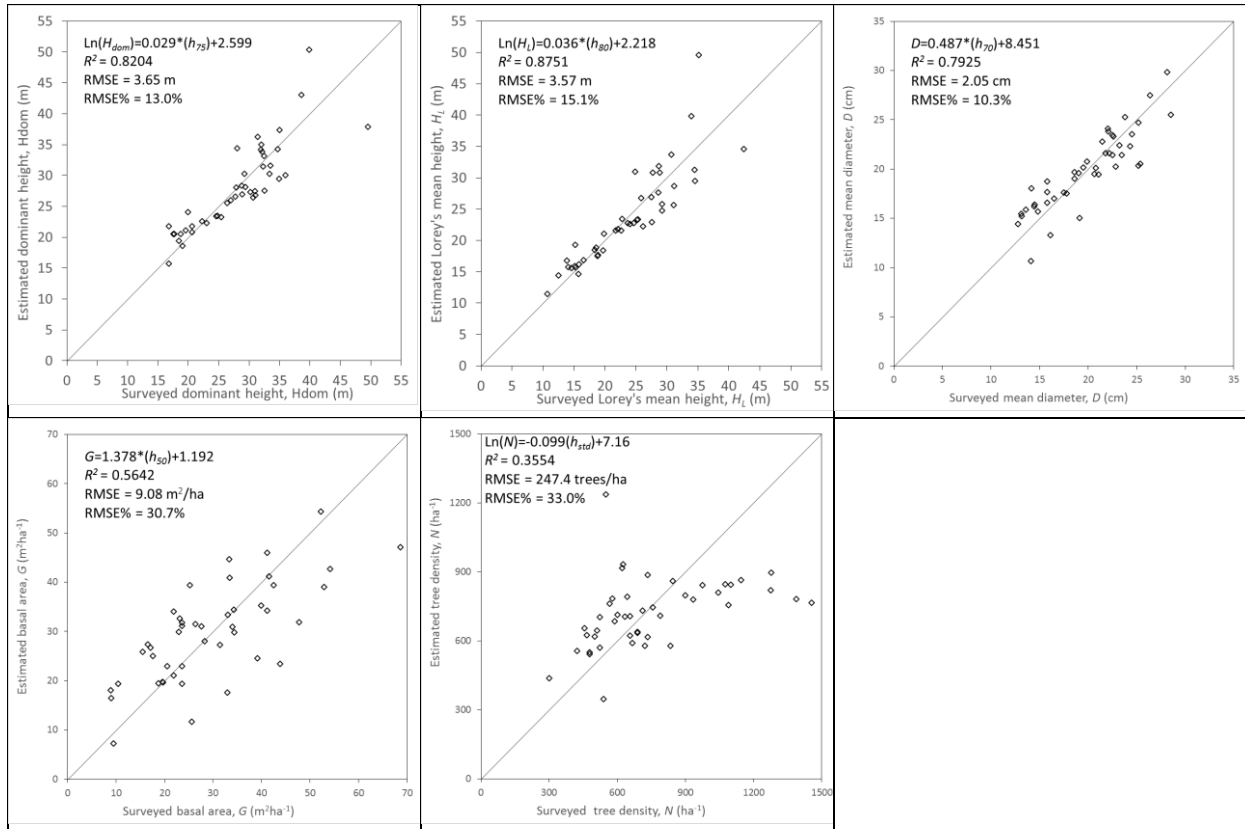 Ln(H_dom)=0.029*(h_75)+2.599
R² = 0.8204
RMSE = 3.65 m
RMSE% = 13.0%
Estimated dominant height, Hdom (m)
55
50
45
40
35
30
25
20
15
10
5
0
0 5 10 15 20 25 30 35 40 45 50 55
Surveyed dominant height, Hdom (m)
Ln(H_L)=0.036*(h_80)+2.218
R² = 0.8751
RMSE = 3.57 m
RMSE% = 15.1%
Estimated Lorey's mean height, H_L (m)
55
50
45
40
35
30
25
20
15
10
5
0
0 5 10 15 20 25 30 35 40 45 50 55
Surveyed Lorey's mean height, H_L (m)
D=0.487*(h_70)+8.451
R² = 0.7925
RMSE = 2.05 cm
RMSE% = 10.3%
Estimated mean diameter, D (cm)
35
30
25
20
15
10
5
0
0 5 10 15 20 25 30 35
Surveyed mean diameter, D (cm)
G=1.378*(h_50)+1.192
R² = 0.5642
RMSE = 9.08 m²/ha
RMSE% = 30.7%
Estimated basal area, G (m²ha⁻¹)
70
60
50
40
30
20
10
0
0 10 20 30 40 50 60 70
Surveyed basal area, G (m²ha⁻¹)
Ln(N)=-0.099(h_std)+7.16
R² = 0.3554
RMSE = 247.4 trees/ha
RMSE% = 33.0%
Estimated tree density, N (ha⁻¹)
1500
1200
900
600
300
0
0 300 600 900 1200 1500
Surveyed tree density, N (ha⁻¹)